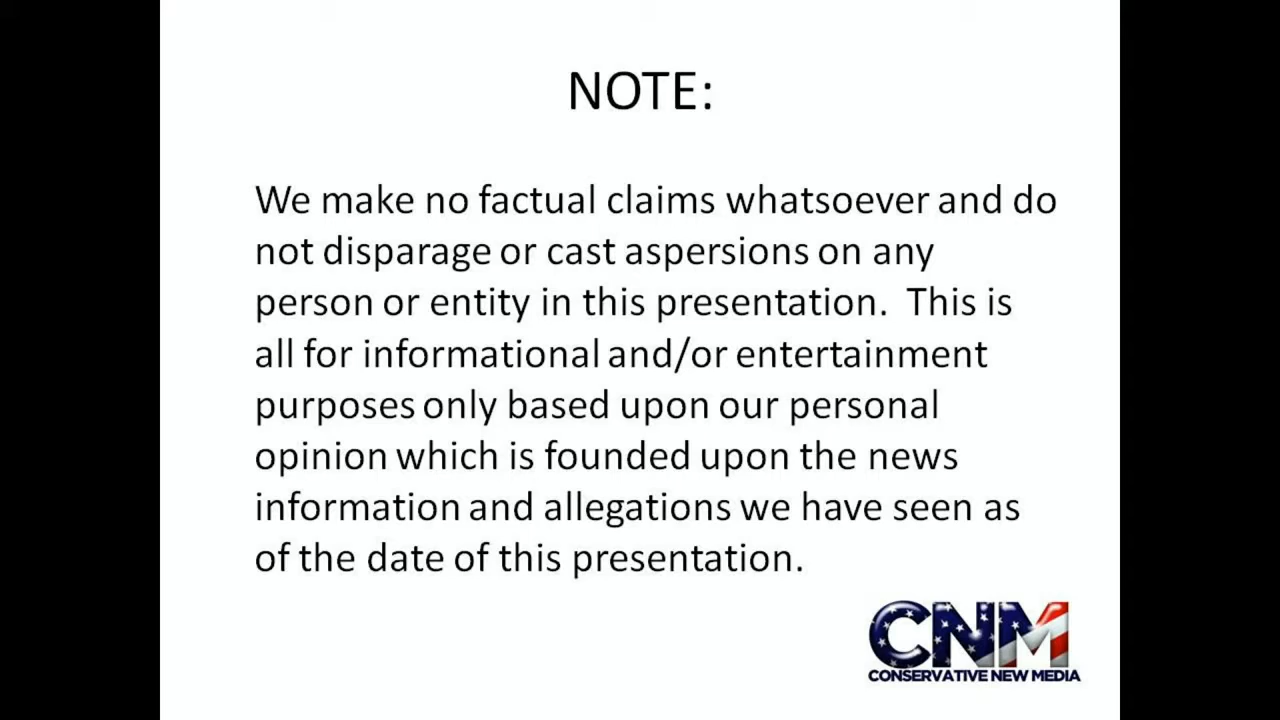 NOTE:
We make no factual claims whatsoever and do
not disparage or cast aspersions on any
person or entity in this presentation.  This is
all for informational and/or entertainment
purposes only based upon our personal
opinion which is founded upon the news
information and allegations we have seen as
of the date of this presentation.
CNM
CONSERVATIVE NEW MEDIA